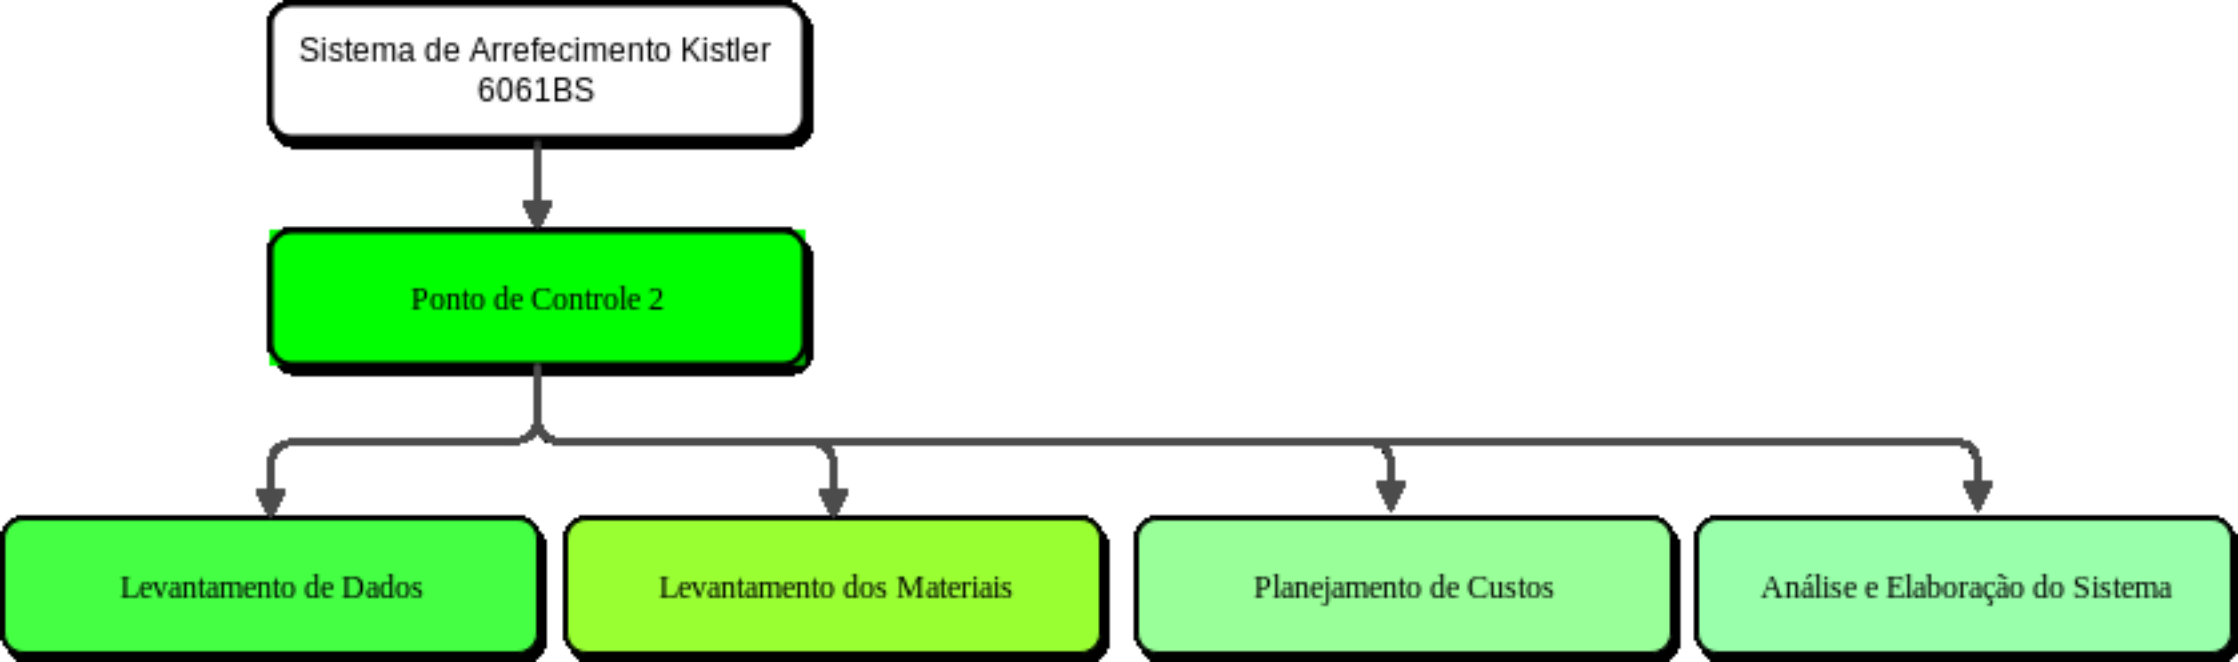 Sistema de Arrefecimento Kistler
6061BS
Ponto de Controle 2
Levantamento de Dados
Levantamento dos Materiais
Planejamento de Custos
Análise e Elaboração do Sistema